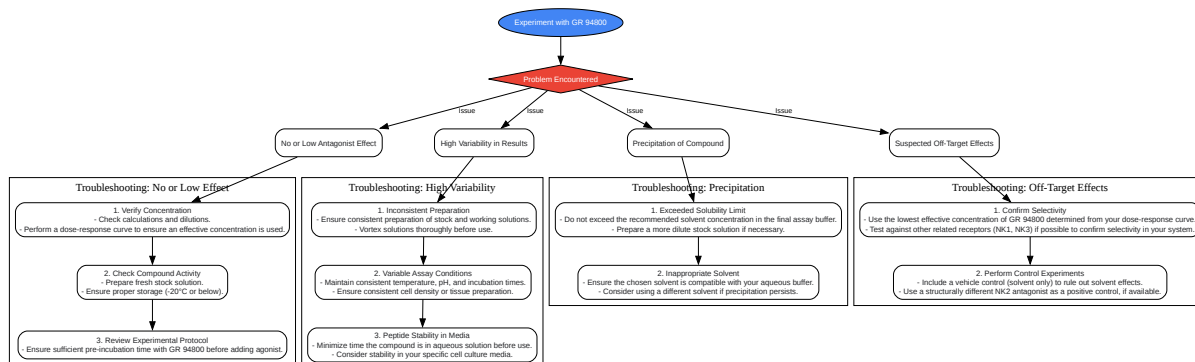 Experiment with GR 94800
Problem Encountered
Issue
Issue
Issue
Issue
No or Low Antagonist Effect
High Variability in Results
Precipitation of Compound
Suspected Off-Target Effects
Troubleshooting: No or Low Effect
1. Verify Concentration
- Check calculations and dilutions.
- Perform a dose-response curve to ensure an effective concentration is used.
2. Check Compound Activity
- Prepare fresh stock solution.
- Ensure proper storage (-20°C or below).
3. Review Experimental Protocol
- Ensure sufficient pre-incubation time with GR 94800 before adding agonist.
Troubleshooting: High Variability
1. Inconsistent Preparation
- Ensure consistent preparation of stock and working solutions.
- Vortex solutions thoroughly before use.
2. Variable Assay Conditions
- Maintain consistent temperature, pH, and incubation times.
- Ensure consistent cell density or tissue preparation.
3. Peptide Stability in Media
- Minimize time the compound is in aqueous solution before use.
- Consider stability in your specific cell culture media.
Troubleshooting: Precipitation
1. Exceeded Solubility Limit
- Do not exceed the recommended solvent concentration in the final assay buffer.
- Prepare a more dilute stock solution if necessary.
2. Inappropriate Solvent
- Ensure the chosen solvent is compatible with your aqueous buffer.
- Consider using a different solvent if precipitation persists.
Troubleshooting: Off-Target Effects
1. Confirm Selectivity
- Use the lowest effective concentration of GR 94800 determined from your dose-response curve.
- Test against other related receptors (NK1, NK3) if possible to confirm selectivity in your system.
2. Perform Control Experiments
- Include a vehicle control (solvent only) to rule out solvent effects.
- Use a structurally different NK2 antagonist as a positive control, if available.